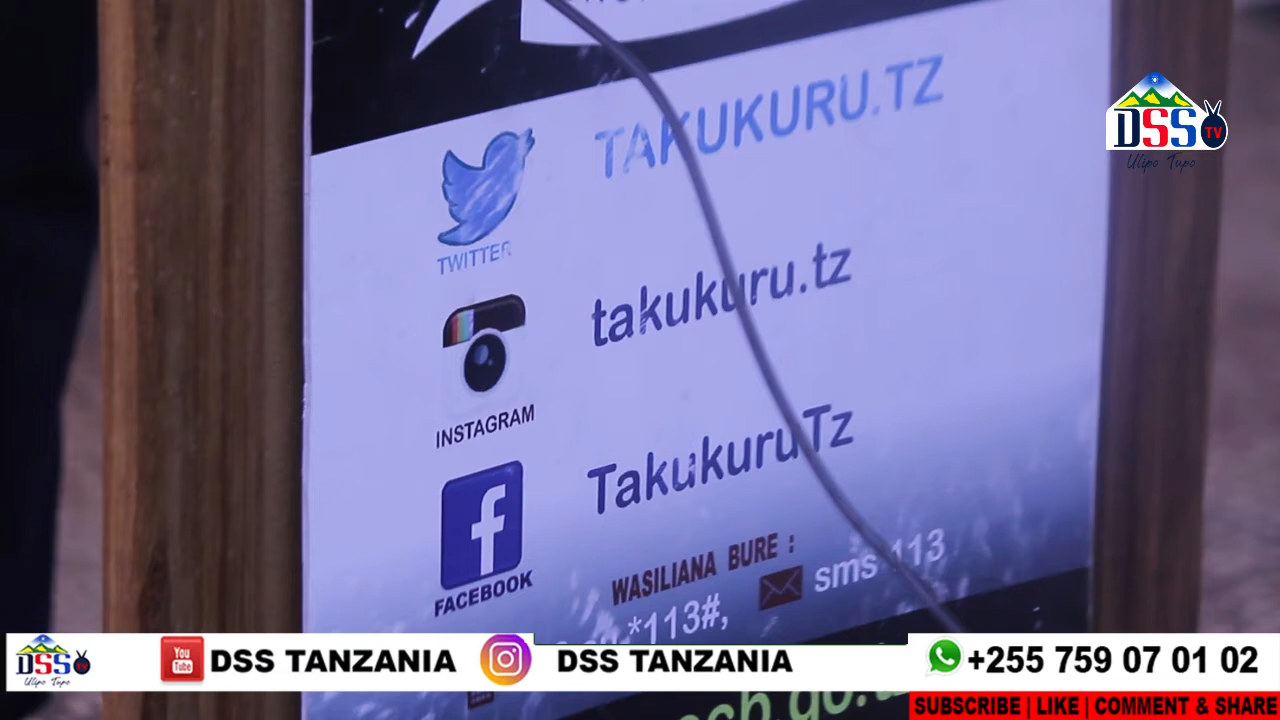 TAKUKURU.TZ
TWITTER
takukuru.tz
INSTAGRAM
TakukuruTz
FACEBOOK
WASILIANA BURE :
sms 113
*113#,
DSS TV
Ulipo Tupo
DSS TV
Ulipo Tupo
You Tube
DSS TANZANIA
DSS TANZANIA
+255 759 07 01 02
SUBSCRIBE | LIKE | COMMENT & SHARE